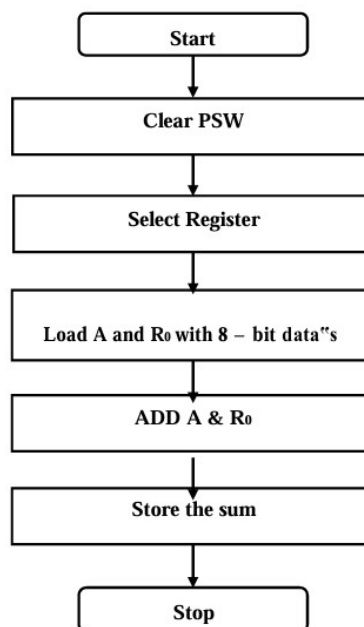 Start
Clear PSW
Select Register
Load A and R0 with 8 – bit data‟s
ADD A & R0
Store the sum
Stop